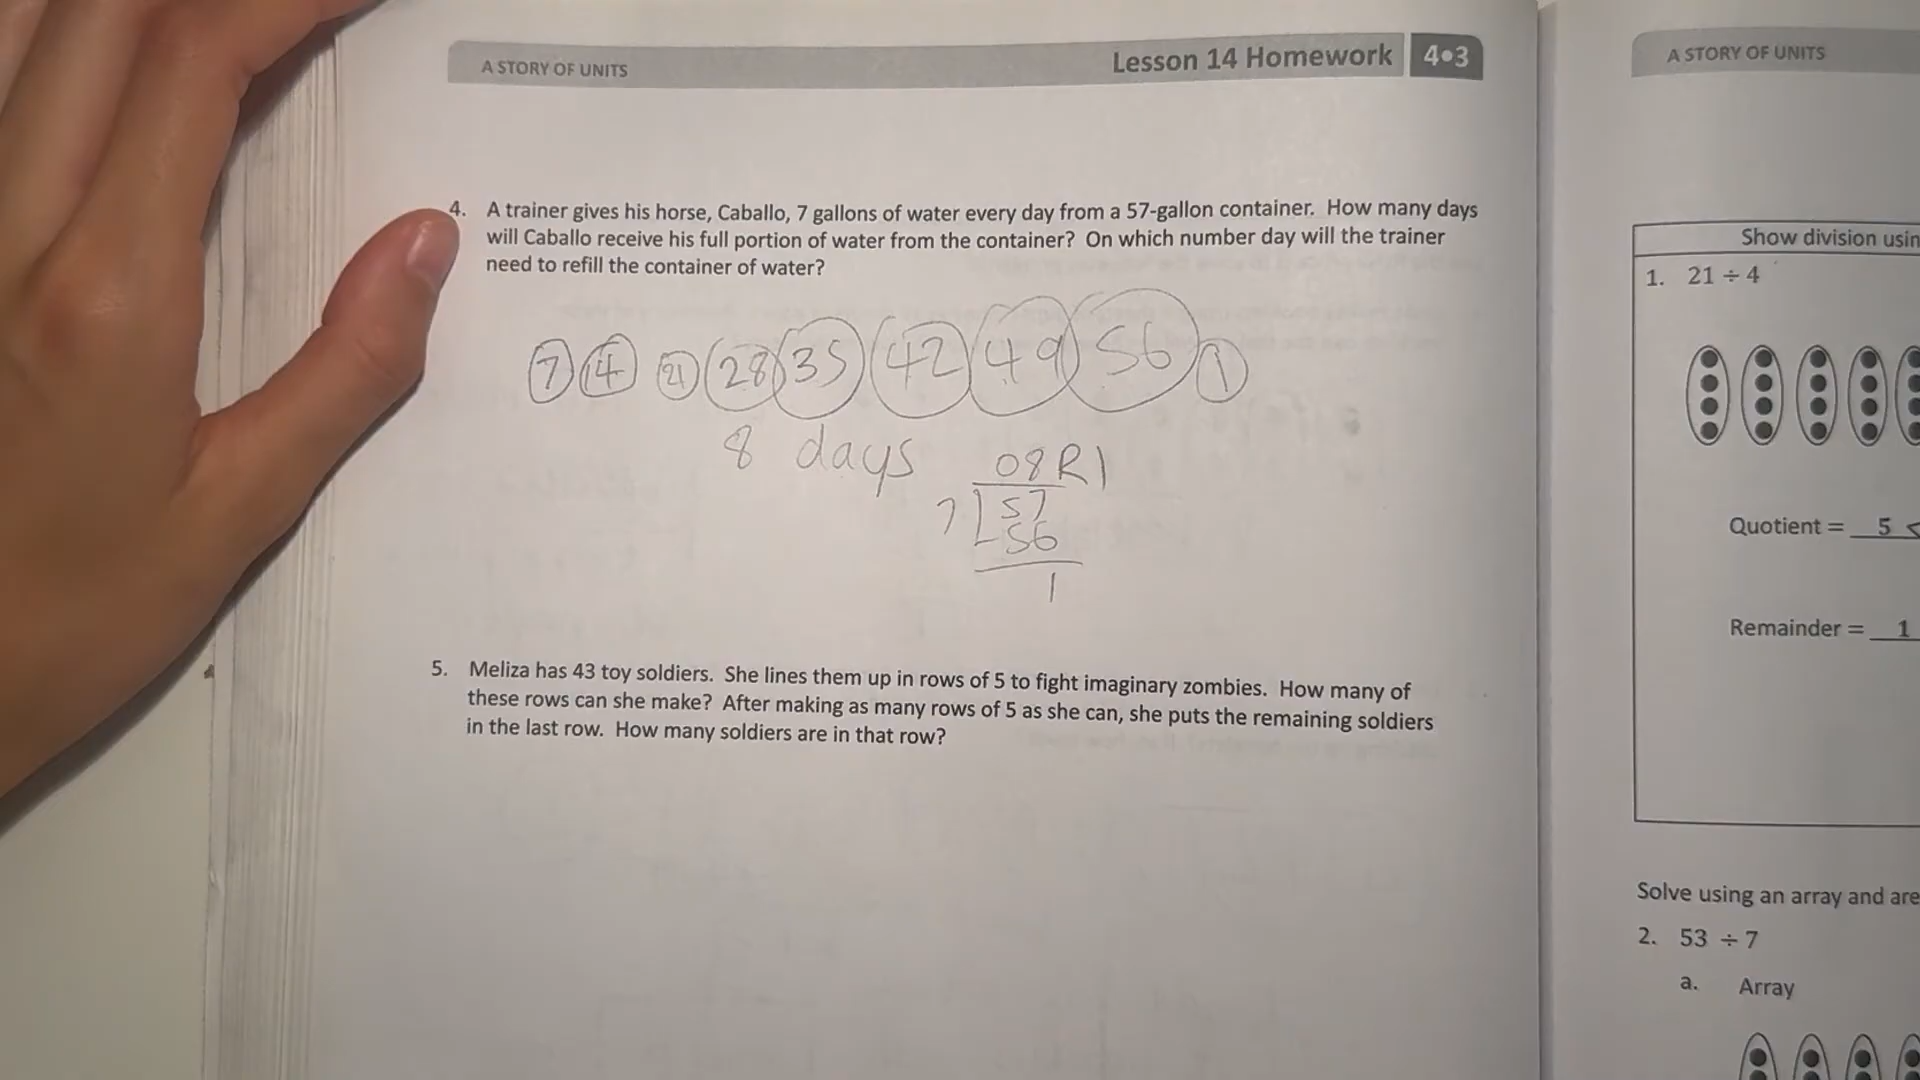 A STORY OF UNITS
Lesson 14 Homework 4•3
4. A trainer gives his horse, Caballo, 7 gallons of water every day from a 57-gallon container. How many days
will Caballo receive his full portion of water from the container? On which number day will the trainer
need to refill the container of water?
7 14 21 28 35 42 49 56 1
8 days
08R1
7 57
56
1
5. Meliza has 43 toy soldiers. She lines them up in rows of 5 to fight imaginary zombies. How many of
these rows can she make? After making as many rows of 5 as she can, she puts the remaining soldiers
in the last row. How many soldiers are in that row?
A STORY OF UNITS
Show division usin
1. 21 ÷ 4
Quotient = 5
Remainder = 1
Solve using an array and are
2. 53 ÷ 7
a. Array